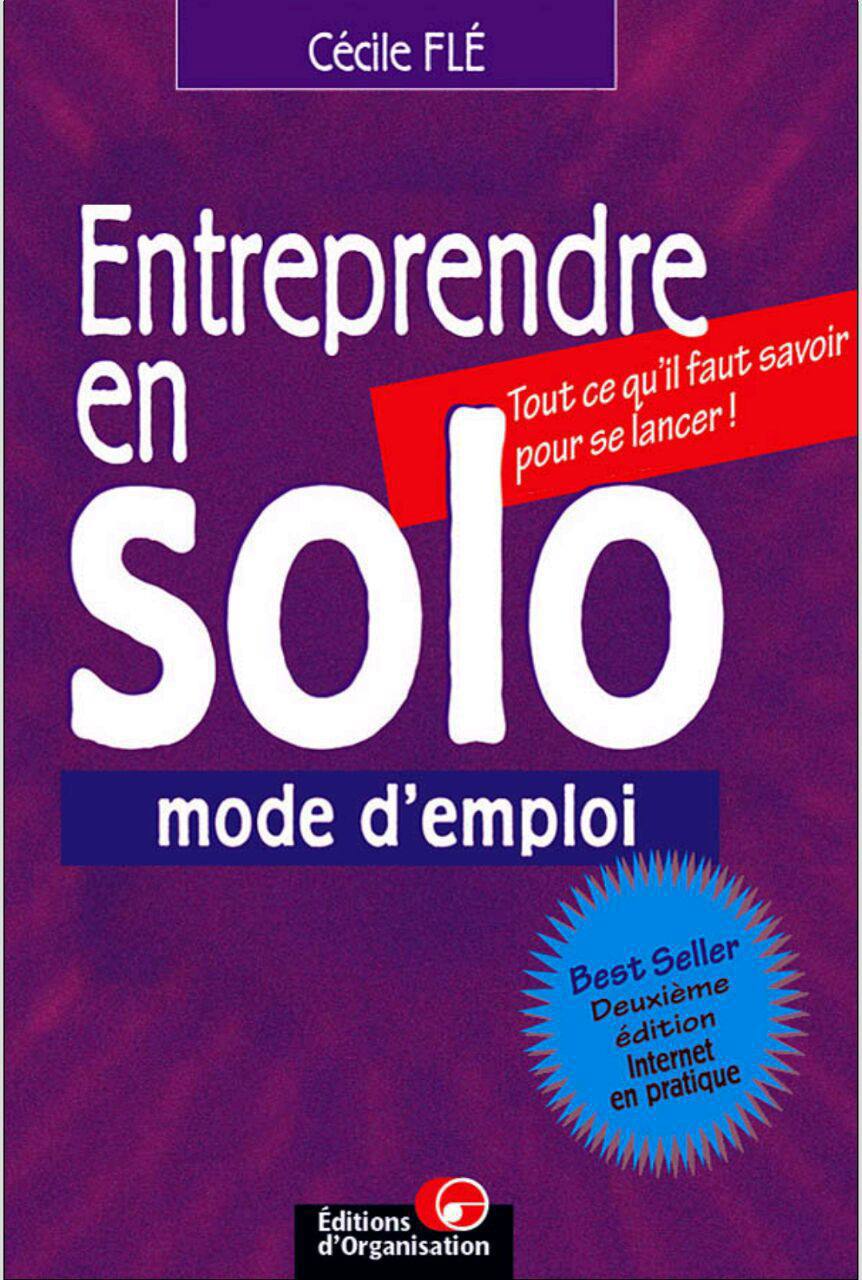 Cécile FLÉ
Entreprendre
en
solo
Tout ce qu'il faut savoir
pour se lancer !
mode d'emploi
Best Seller
Deuxième
édition
Internet
en pratique
Éditions
d'Organisation